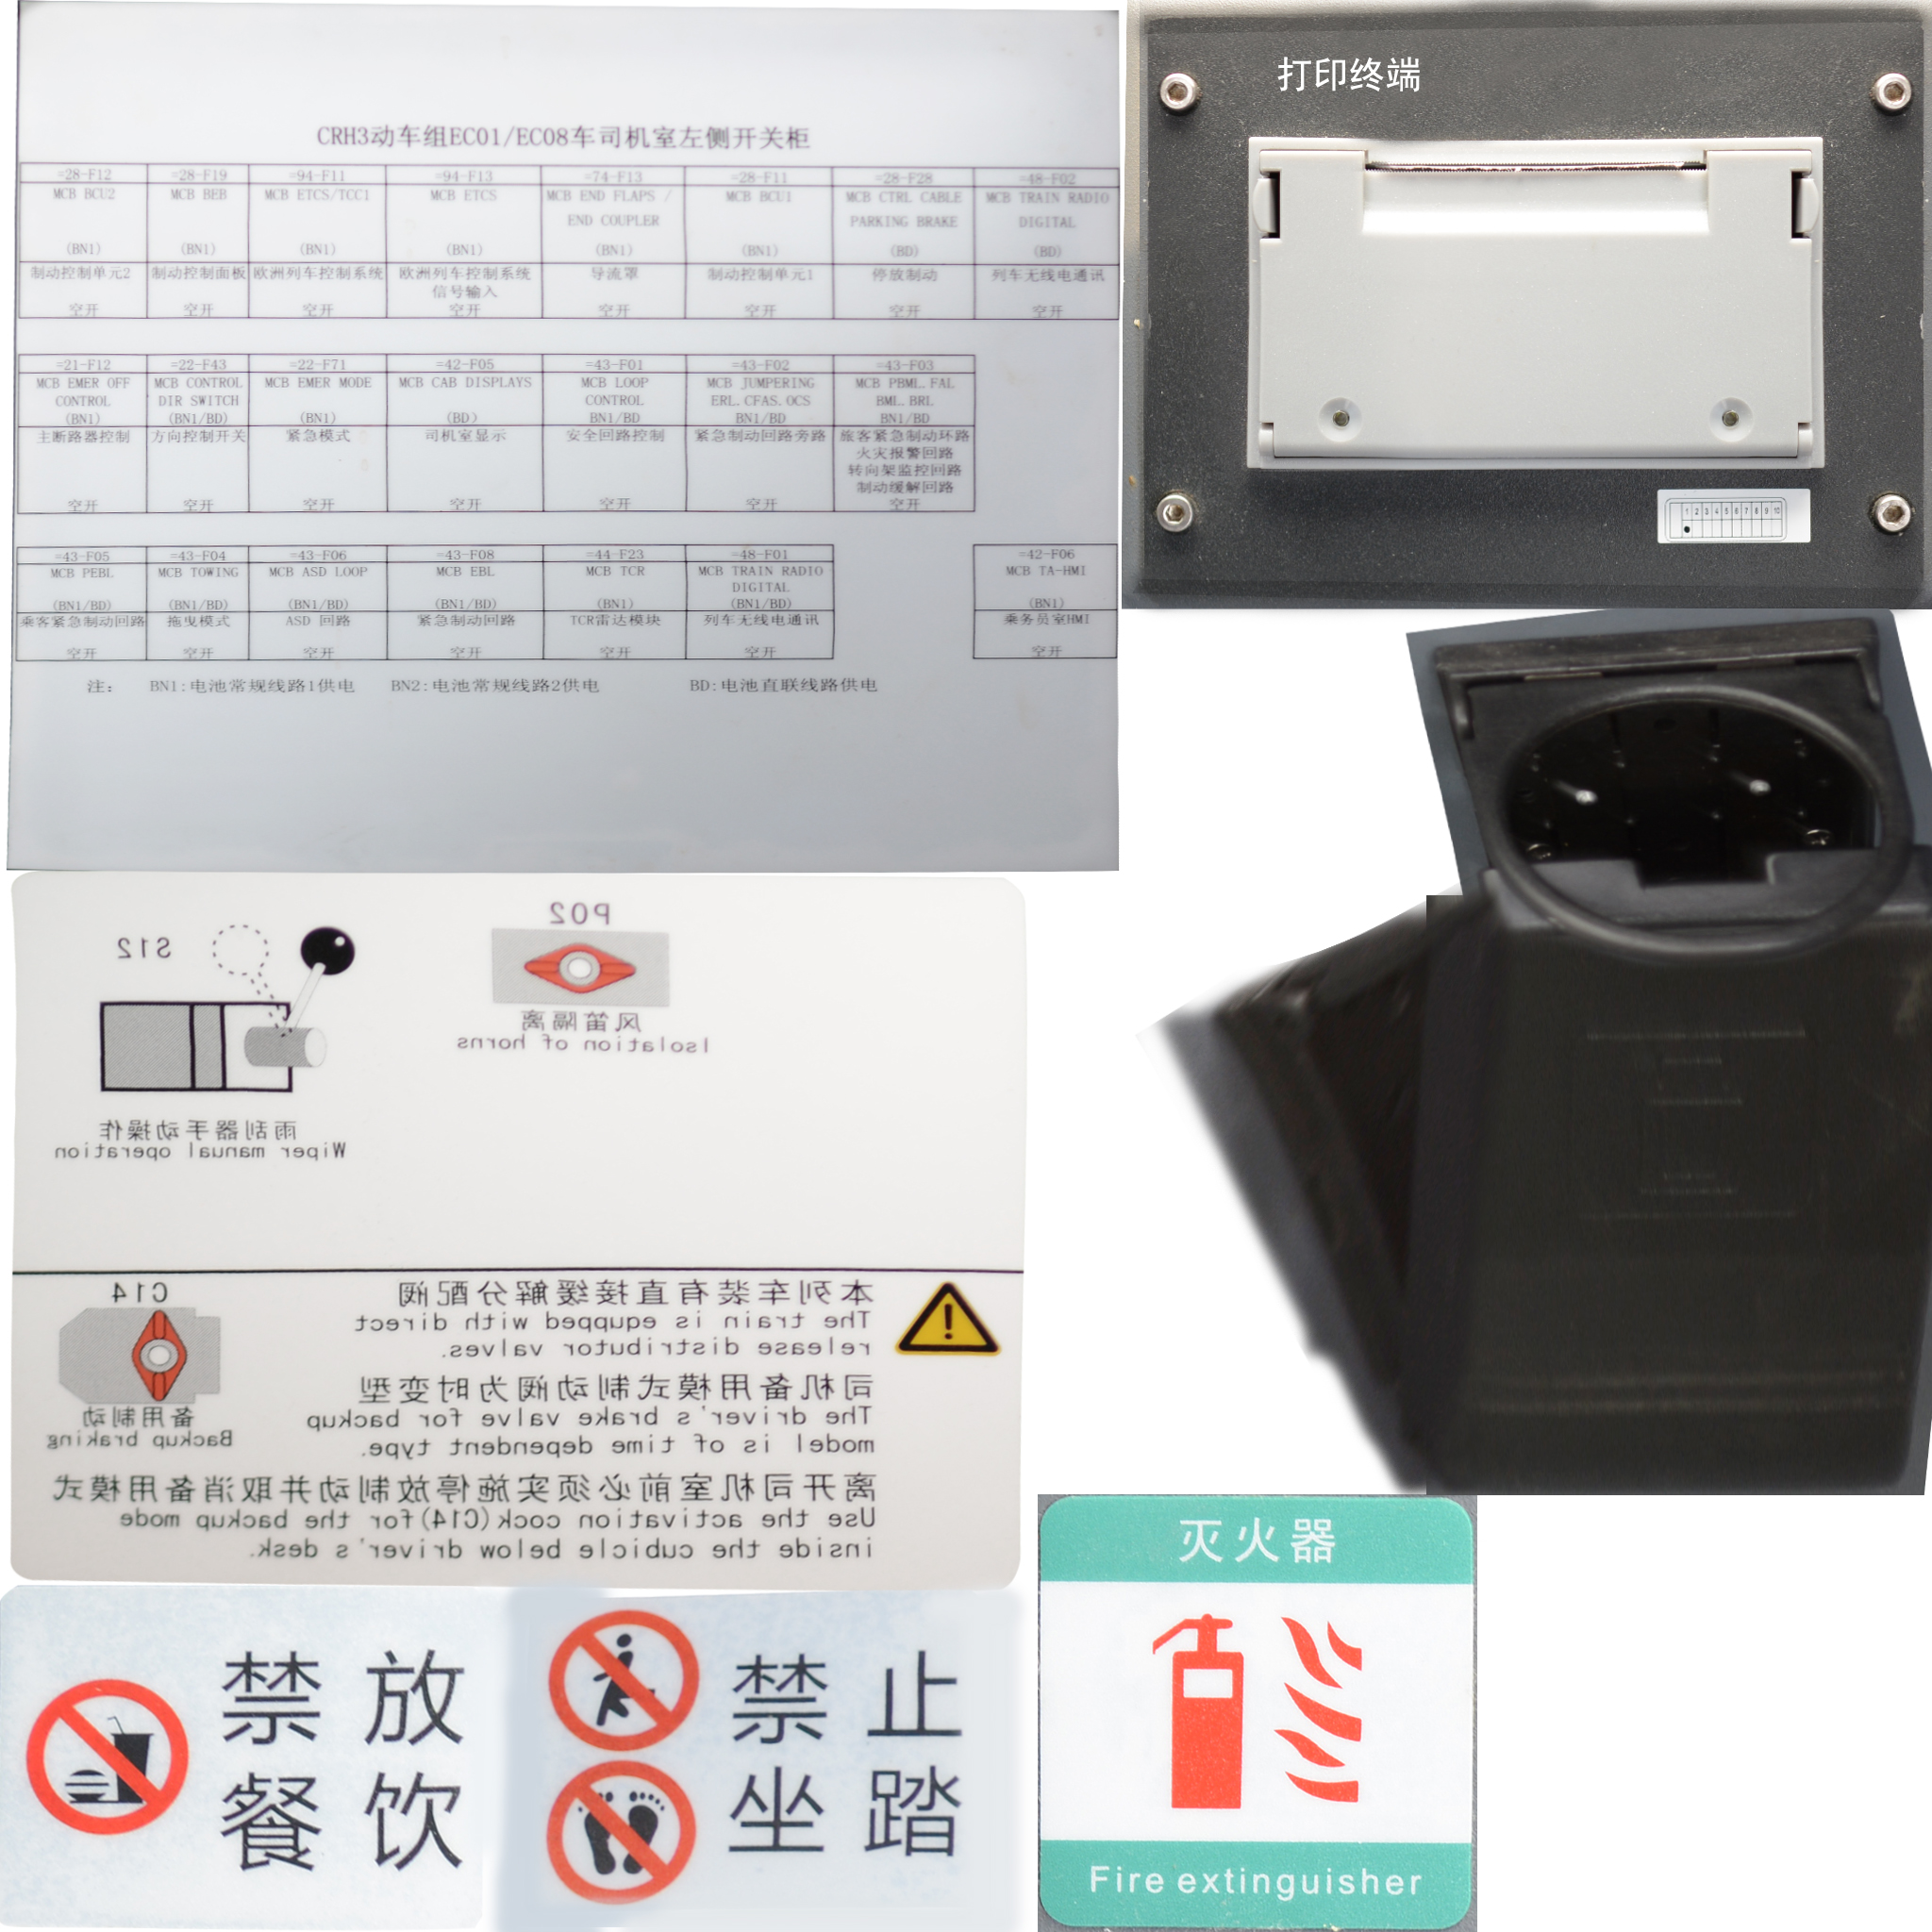 CRH3动车组EC01/EC08车司机室左侧开关柜
=28-F12 =28-F19 =94-F11 =94-F13 =74-F13 =28-F11 =28-F28 =48-F02
MCB BCU2 MCB BEB MCB ETCS/TCC1 MCB ETCS MCB END FLAPS / MCB BCU1 MCB CTRL CABLE MCB TRAIN RADIO
END COUPLER PARKING BRAKE DIGITAL
(BN1) (BN1) (BN1) (BN1) (BN1) (BN1) (BD) (BD)
制动控制单元2 制动控制面板 欧洲列车控制系统 欧洲列车控制系统 导流罩 制动控制单元1 停放制动 列车无线电通讯
信号输入
空开 空开 空开 空开 空开 空开 空开 空开
=21-F12 =22-F43 =22-F71 =42-F05 =43-F01 =43-F02 =43-F03
MCB EMER OFF MCB CONTROL MCB EMER MODE MCB CAB DISPLAYS MCB LOOP MCB JUMPERING MCB PBML.FAL
CONTROL DIR SWITCH CONTROL ERL.CFAS.OCS BML.BRL
(BN1) (BN1/BD) (BN1) (BD) BN1/BD BN1/BD BN1/BD
主断路器控制 方向控制开关 紧急模式 司机室显示 安全回路控制 紧急制动回路旁路 旅客紧急制动环路
火灾报警回路
转向架监控回路
制动缓解回路
空开 空开 空开 空开 空开 空开 空开
=43-F05 =43-F04 =43-F06 =43-F08 =44-F23 =48-F01 =42-F06
MCB PEBL MCB TOWING MCB ASD LOOP MCB EBL MCB TCR MCB TRAIN RADIO MCB TA-HMI
DIGITAL
(BN1/BD) (BN1/BD) (BN1/BD) (BN1/BD) (BN1) (BN1/BD) (BN1)
乘客紧急制动回路 拖曳模式 ASD 回路 紧急制动回路 TCR雷达模块 列车无线电通讯 乘务员室HMI
空开 空开 空开 空开 空开 空开 空开
注: BN1:电池常规线路1供电 BN2:电池常规线路2供电 BD:电池直联线路供电
打印终端
1 2 3 4 5 6 7 8 9 10
P02
风笛隔离
Isolation of horns
S12
雨刮器手动操作
Wiper manual operation
本列车装有直接缓解分配阀
The train is equpped with direct
release distributor valves.
司机备用模式制动阀为时变型
The driver's brake valve for backup
model is of time dependent type.
离开司机室前必须实施停放制动并取消备用模式
Use the activation cock(C14)for the backup mode
inside the cubicle below driver's desk.
C14
备用制动
Backup braking
禁放
餐饮
禁止
坐踏
灭火器
Fire extinguisher